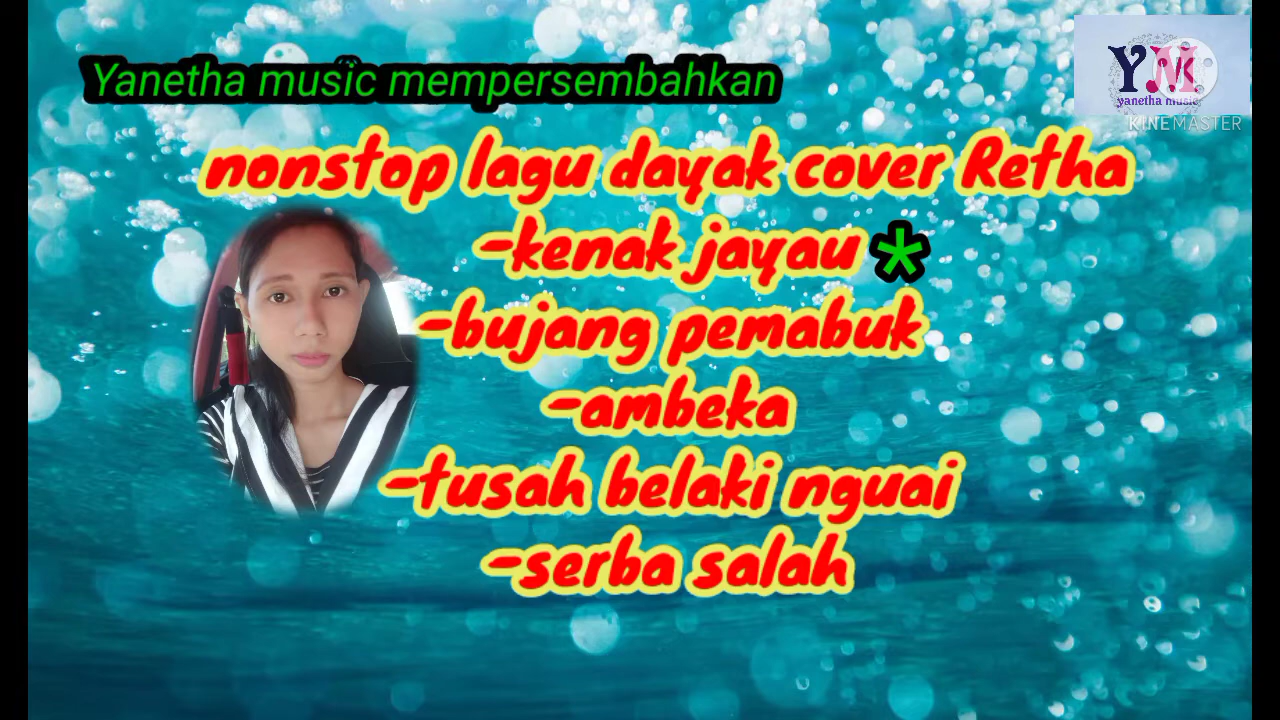 Yanetha music mempersembahkan
YM
yanetha music
KINEMASTER
nonstop lagu dayak cover Retha
-kenak jayau *
-bujang pemabuk
-ambeka
-tusah belaki nguai
-serba salah